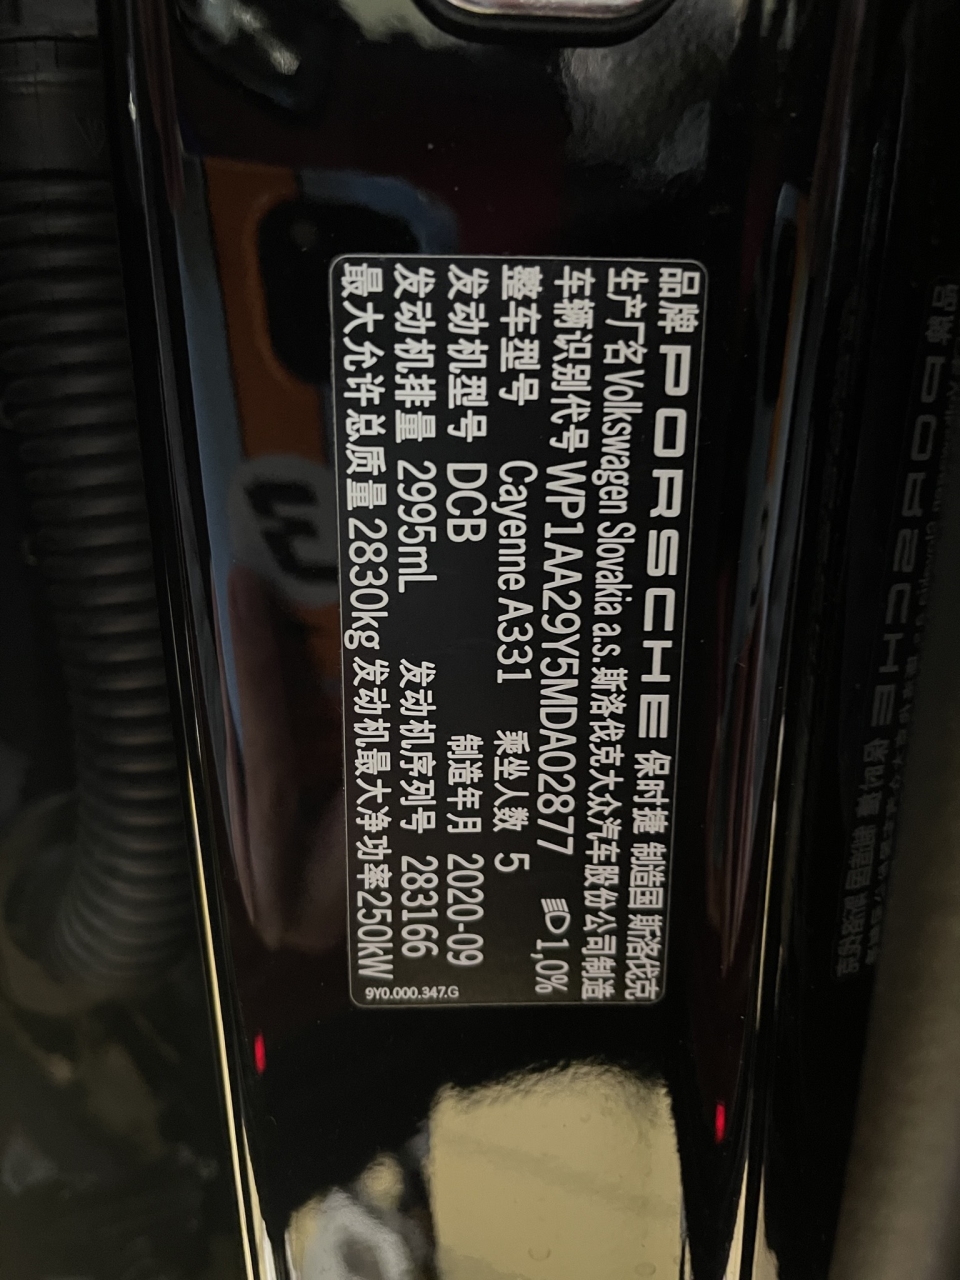 品牌 PORSCHE 保时捷 制造国 斯洛伐克
生产厂名 Volkswagen Slovakia a.s. 斯洛伐克大众汽车股份公司制造
车辆识别代号 WP1AA29Y5MDA02877 1,0%
整车型号 Cayenne A331 乘坐人数 5
发动机型号 DCB 制造年月 2020-09
发动机排量 2995mL 发动机序列号 283166
最大允许总质量 2830kg 发动机最大净功率250kW
9Y0.000.347.G